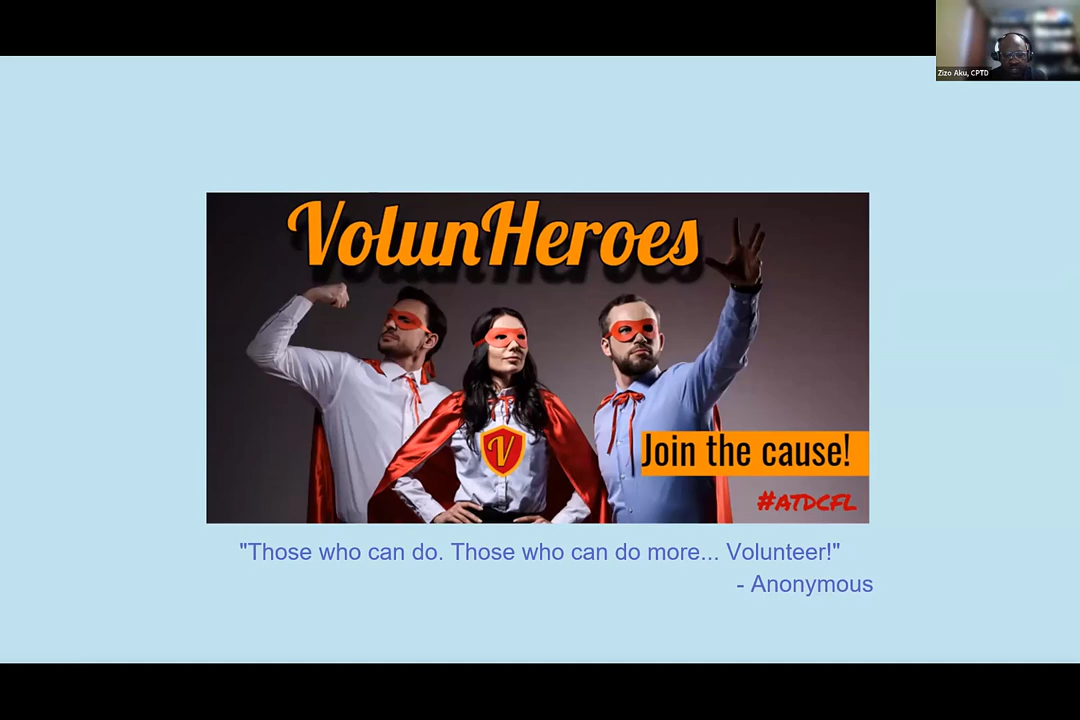 Zizo Aku, CPTD
VolunHeroes
V
Join the cause!
#ATDCFL
"Those who can do. Those who can do more... Volunteer!"
- Anonymous